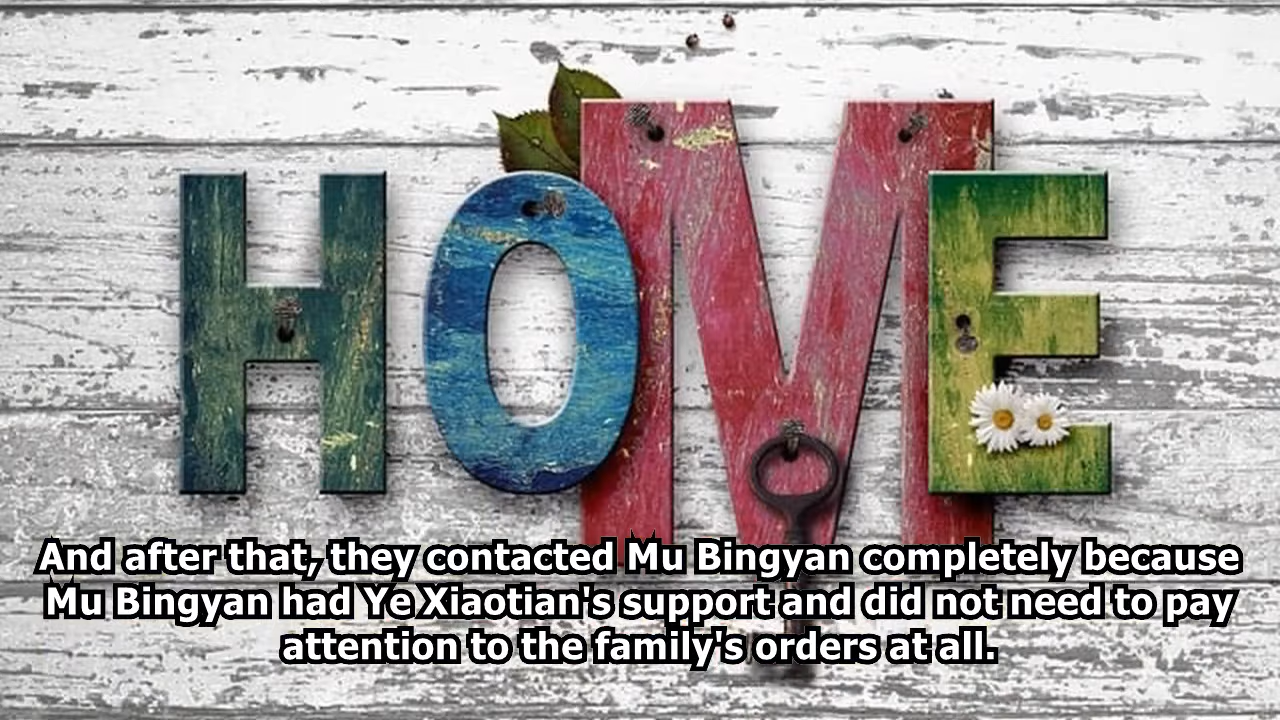 HOME
And after that, they contacted Mu Bingyan completely because
Mu Bingyan had Ye Xiaotian's support and did not need to pay
attention to the family's orders at all.